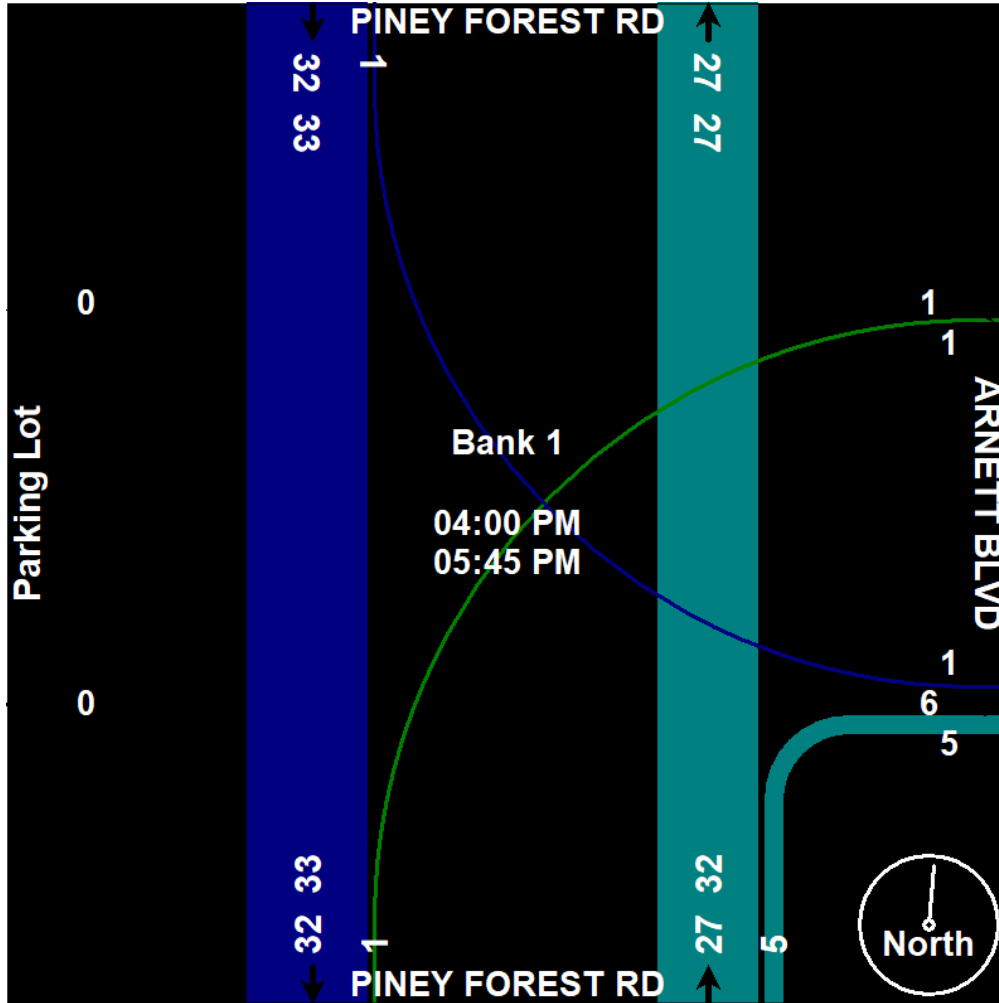 PINEY FOREST RD
32 1
33
27
27
0
1
1
Parking Lot
ARNETT BLVD
Bank 1
04:00 PM
05:45 PM
1
0
6
5
32 33
1
27 32
5
North
PINEY FOREST RD